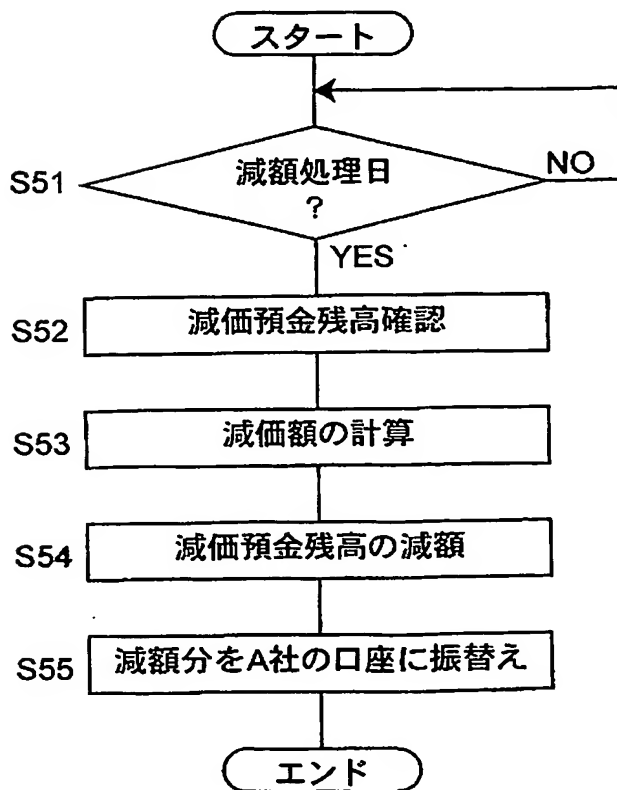 スタート
S51
減額処理日
?
NO
YES
S52
減価預金残高確認
S53
減価額の計算
S54
減価預金残高の減額
S55
減額分をA社の口座に振替え
エンド